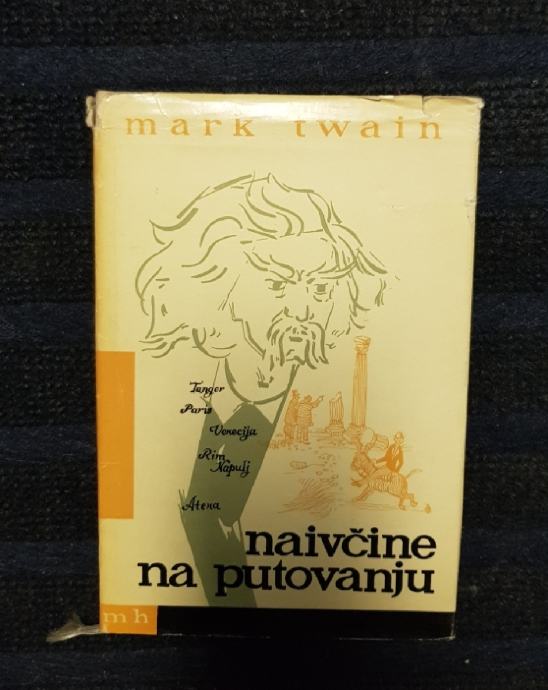 mark twain
Tanger
Paris
Venecija
Rim
Napulj
Atena
naivčine
na putovanju
mh